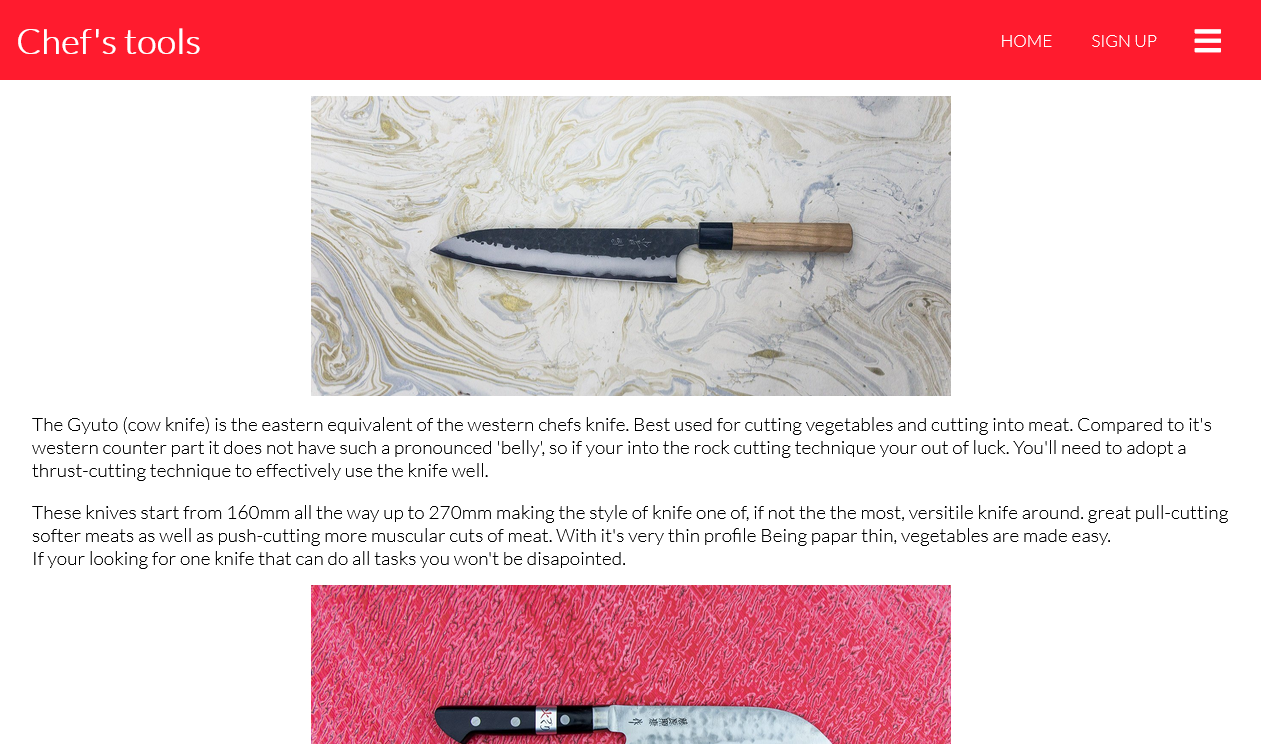 Chef's tools
HOME
SIGN UP
The Gyuto (cow knife) is the eastern equivalent of the western chefs knife. Best used for cutting vegetables and cutting into meat. Compared to it's
western counter part it does not have such a pronounced 'belly', so if your into the rock cutting technique your out of luck. You'll need to adopt a
thrust-cutting technique to effectively use the knife well.
These knives start from 160mm all the way up to 270mm making the style of knife one of, if not the the most, versitile knife around. great pull-cutting
softer meats as well as push-cutting more muscular cuts of meat. With it's very thin profile Being papar thin, vegetables are made easy.
If your looking for one knife that can do all tasks you won't be disapointed.